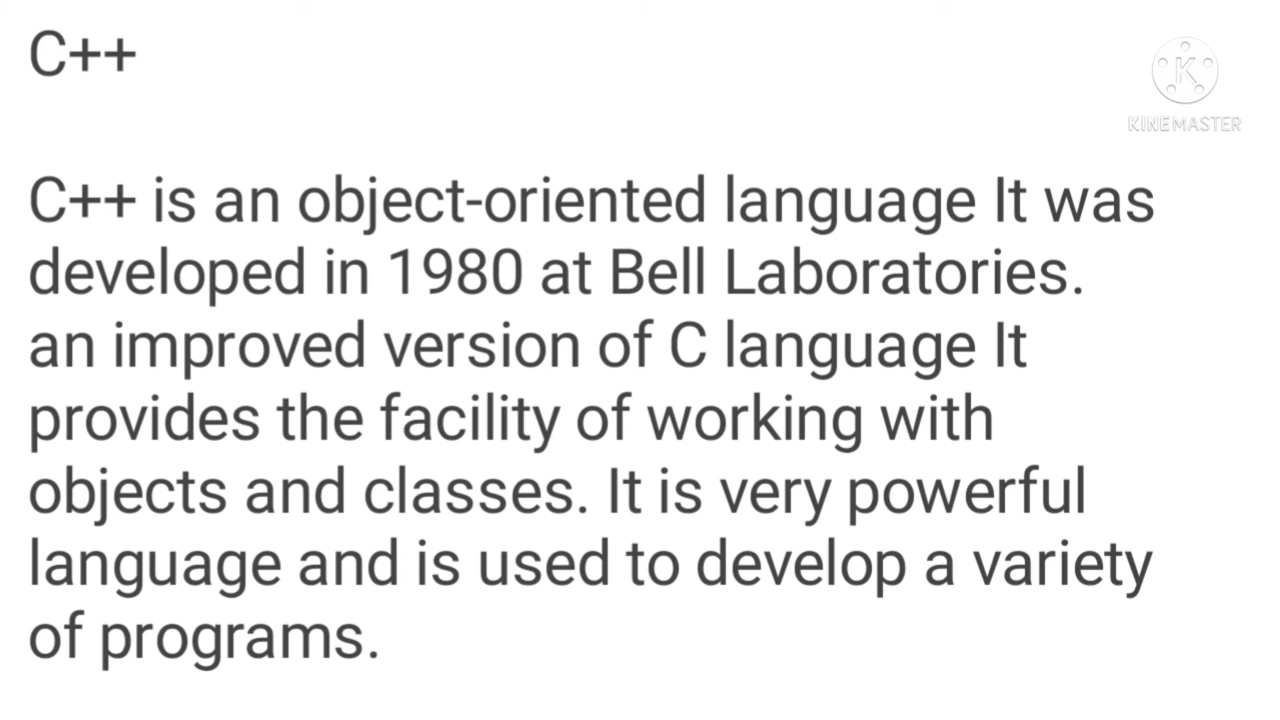 C++
K
KINEMASTER
C++ is an object-oriented language It was
developed in 1980 at Bell Laboratories.
an improved version of C language It
provides the facility of working with
objects and classes. It is very powerful
language and is used to develop a variety
of programs.